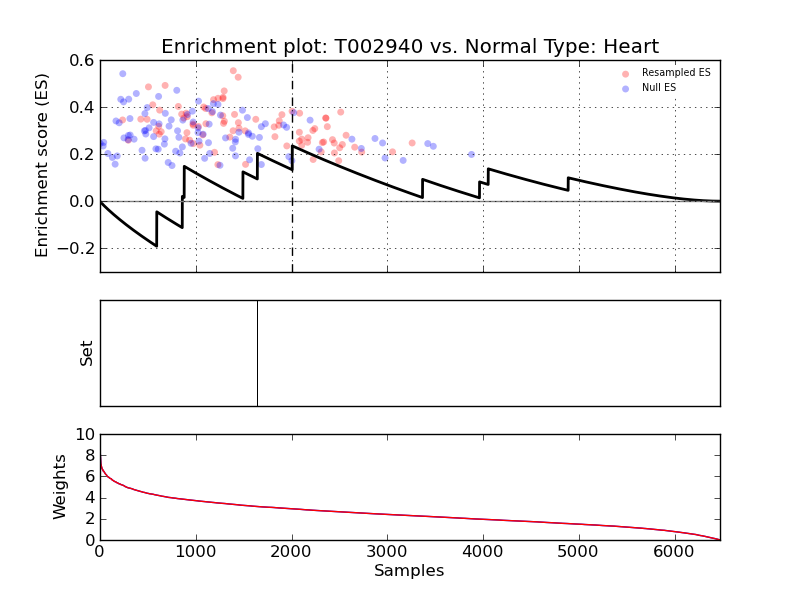 Enrichment plot: T002940 vs. Normal Type: Heart
Enrichment score (ES)
0.6
0.4
0.2
0.0
−0.2
Resampled ES
Null ES
Set
Weights
10
8
6
4
2
0
0 1000 2000 3000 4000 5000 6000
Samples